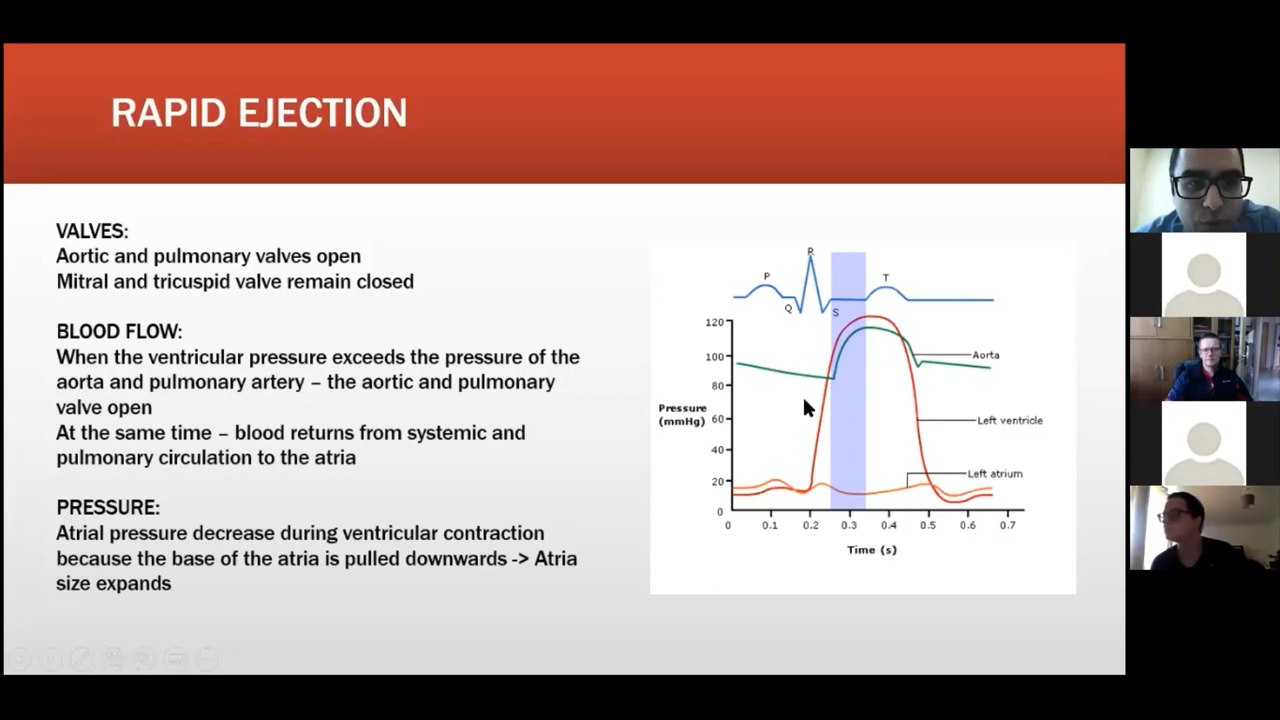 RAPID EJECTION
VALVES:
Aortic and pulmonary valves open
Mitral and tricuspid valve remain closed
BLOOD FLOW:
When the ventricular pressure exceeds the pressure of the
aorta and pulmonary artery – the aortic and pulmonary
valve open
At the same time – blood returns from systemic and
pulmonary circulation to the atria
PRESSURE:
Atrial pressure decrease during ventricular contraction
because the base of the atria is pulled downwards -> Atria
size expands
R
P
T
Q
S
120
100
80
60
40
20
0
Pressure
(mmHg)
Aorta
Left ventricle
Left atrium
0 0.1 0.2 0.3 0.4 0.5 0.6 0.7
Time (s)